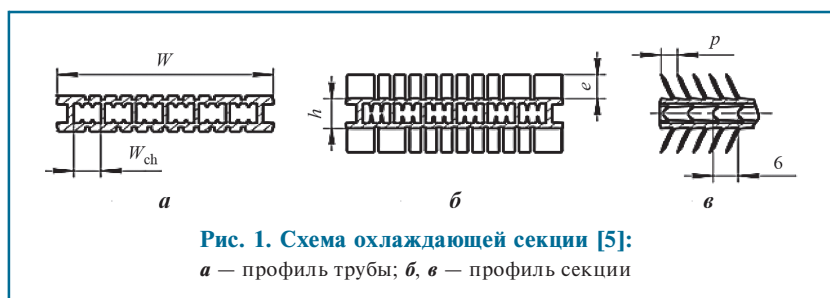 W
W_ch
а
h
e
б
p
6
в
Рис. 1. Схема охлаждающей секции [5]:
а — профиль трубы; б, в — профиль секции